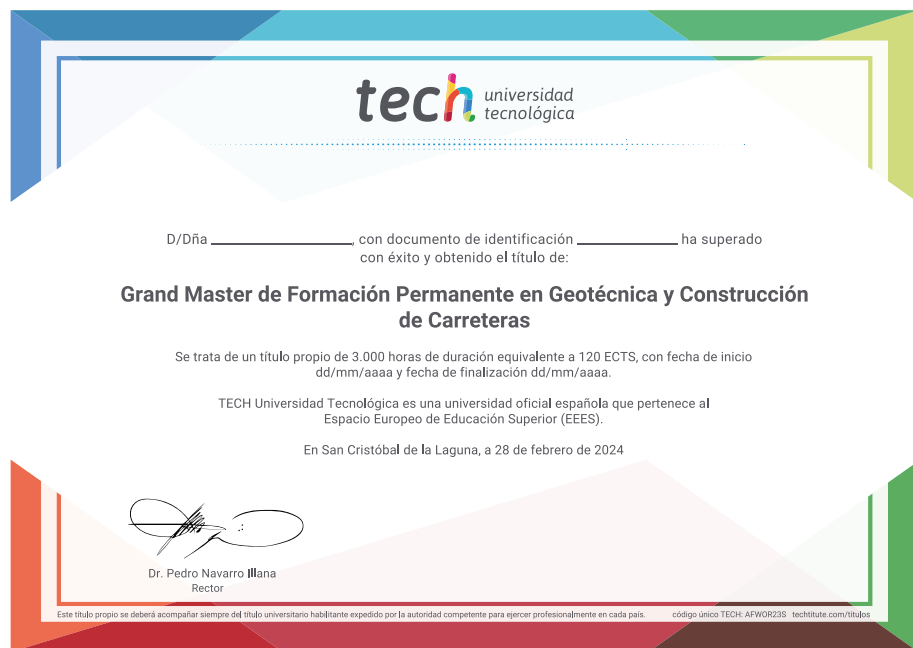 tech universidad
tecnológica
D/Dña ____________________, con documento de identificación ______________ ha superado
con éxito y obtenido el título de:
Grand Master de Formación Permanente en Geotécnica y Construcción
de Carreteras
Se trata de un título propio de 3.000 horas de duración equivalente a 120 ECTS, con fecha de inicio
dd/mm/aaaa y fecha de finalización dd/mm/aaaa.
TECH Universidad Tecnológica es una universidad oficial española que pertenece al
Espacio Europeo de Educación Superior (EEES).
En San Cristóbal de la Laguna, a 28 de febrero de 2024
Dr. Pedro Navarro Illana
Rector
Este título propio se deberá acompañar siempre del título universitario habilitante expedido por la autoridad competente para ejercer profesionalmente en cada país. código único TECH: AFWOR23S techtitute.com/titulos